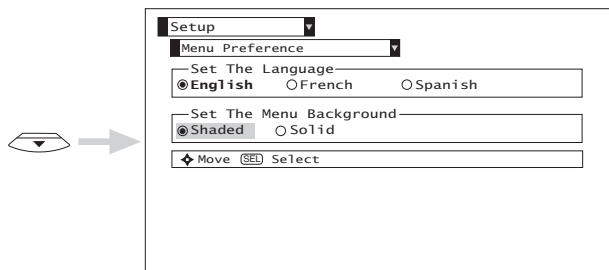 Setup
Menu Preference
Set The Language
English French Spanish
Set The Menu Background
Shaded Solid
Move SEL Select